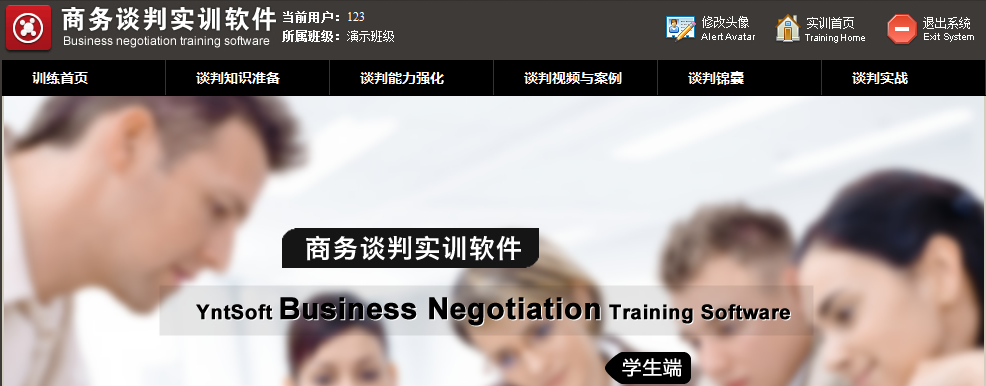 商务谈判实训软件
Business negotiation training software
当前用户：123
所属班级：演示班级
修改头像
AlertAvatar
实训首页
Training Home
退出系统
Exit System
训练首页 谈判知识准备 谈判能力强化 谈判视频与案例 谈判锦囊 谈判实战
商务谈判实训软件
YntSoft Business Negotiation Training Software
学生端